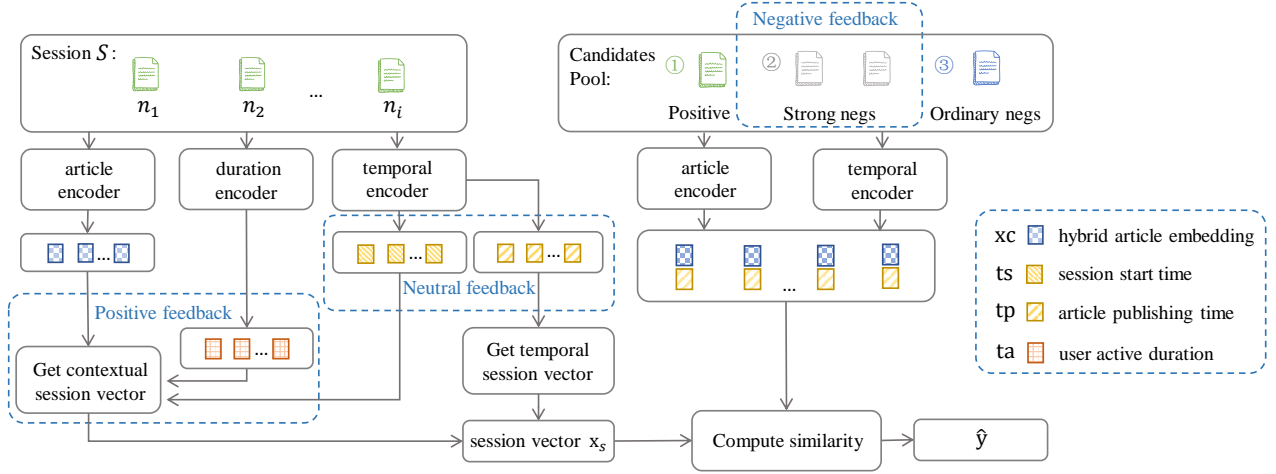 Negative feedback
Session S:
n1
n2
...
ni
Candidates
Pool:
①
②
③
Positive
Strong negs
Ordinary negs
article
encoder
duration
encoder
temporal
encoder
article
encoder
temporal
encoder
...
...
...
Neutral feedback
...
xc hybrid article embedding
ts session start time
tp article publishing time
ta user active duration
Positive feedback
...
Get contextual
session vector
Get temporal
session vector
session vector xs
Compute similarity
ŷ